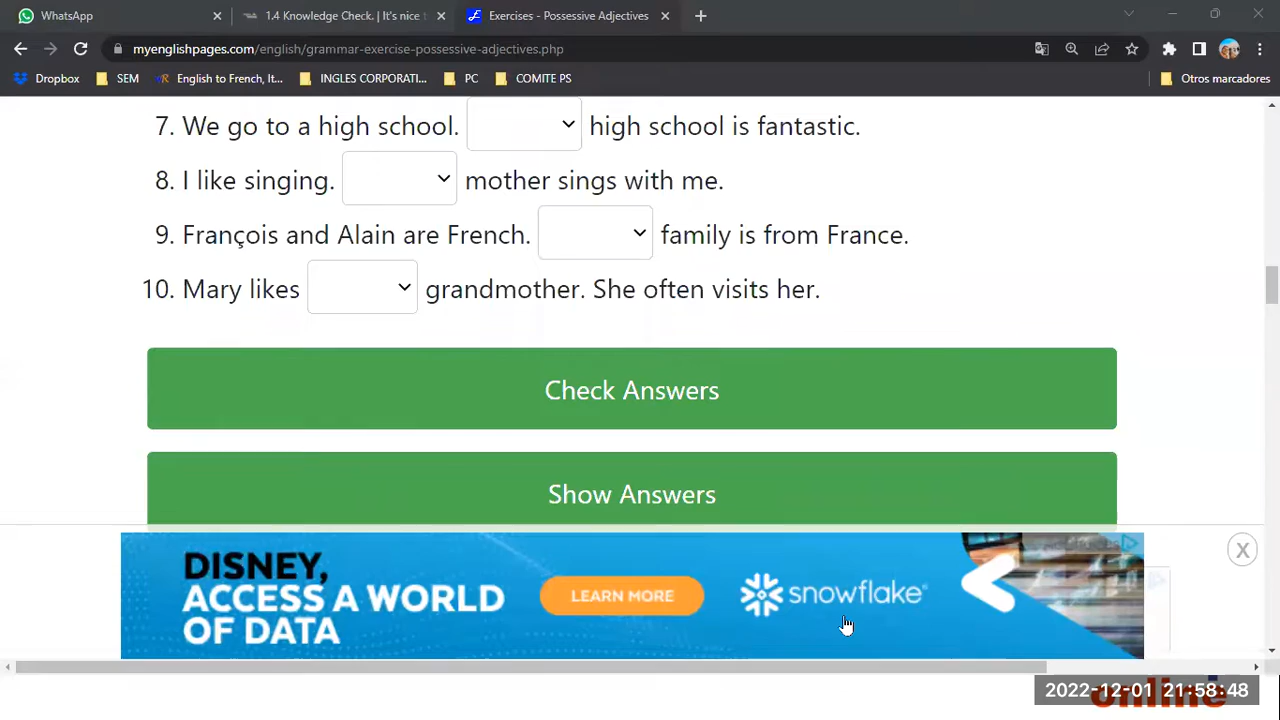 WhatsApp
1.4 Knowledge Check. | It's nice t
Exercises - Possessive Adjectives
myenglishpages.com/english/grammar-exercise-possessive-adjectives.php
Dropbox
SEM
English to French, It...
INGLES CORPORATI...
PC
COMITE PS
Otros marcadores
7. We go to a high school. high school is fantastic.
8. I like singing. mother sings with me.
9. François and Alain are French. family is from France.
10. Mary likes grandmother. She often visits her.
Check Answers
Show Answers
DISNEY,
ACCESS A WORLD
OF DATA
LEARN MORE
snowflake®
X
2022-12-01 21:58:48
online